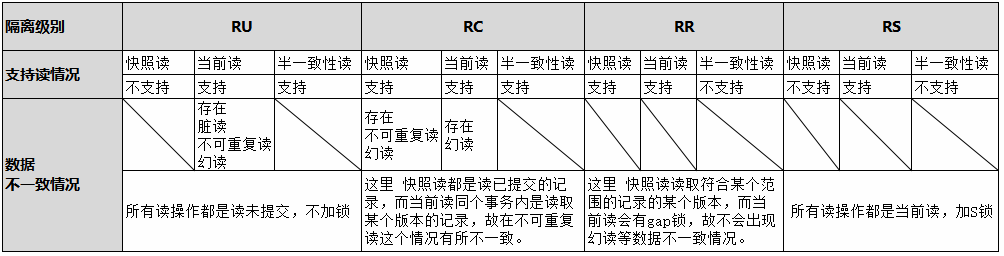 隔离级别 RU RC RR RS
支持读情况 快照读 当前读 半一致性读 快照读 当前读 半一致性读 快照读 当前读 半一致性读 快照读 当前读 半一致性读
不支持 支持 支持 支持 支持 支持 支持 支持 不支持 不支持 支持 不支持
数据
不一致情况
存在
脏读
不可重复读
幻读
存在
不可重复读
幻读
存在
幻读
所有读操作都是读未提交，不加锁
这里 快照读都是读已提交的记
录，而当前读同个事务内是读取
某个版本的记录，故在不可重复
读这个情况有所不一致。
这里 快照读读取符合某个范
围的记录的某个版本，而当
前读会有gap锁，故不会出现
幻读等数据不一致情况。
所有读操作都是当前读，加S锁